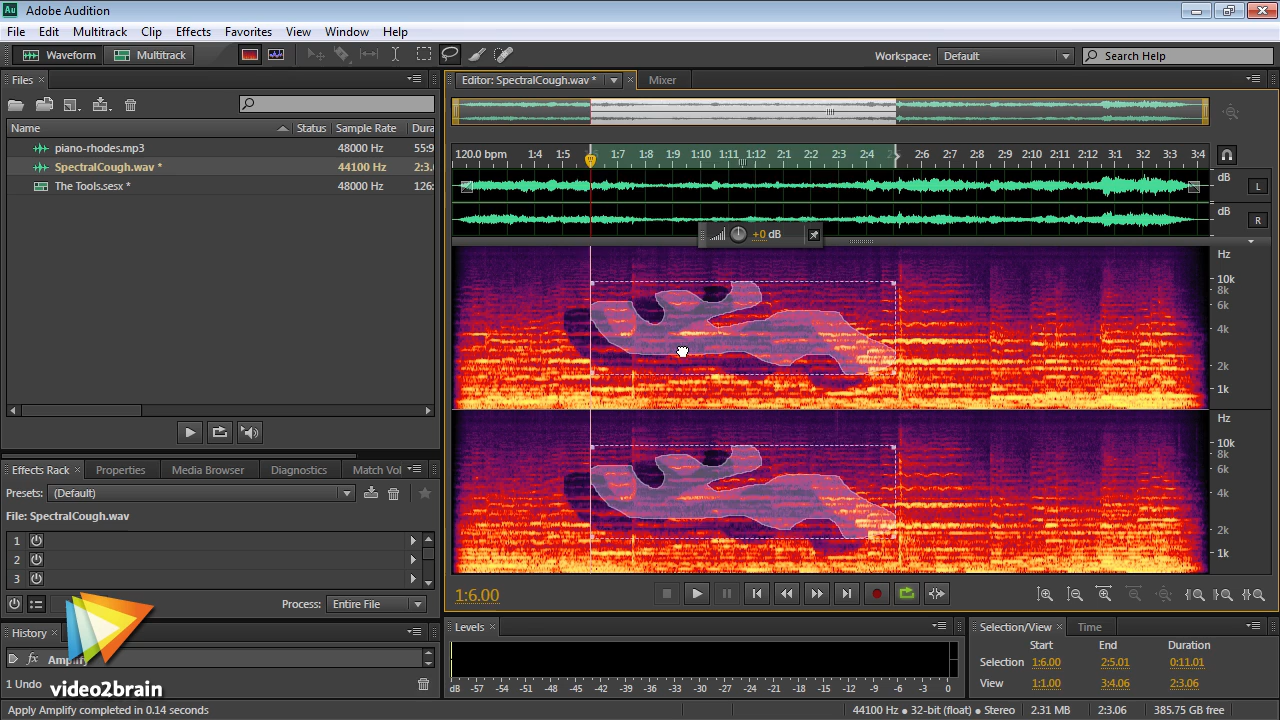 Au Adobe Audition
File Edit Multitrack Clip Effects Favorites View Window Help
Waveform Multitrack Workspace: Default Search Help
Files
Name Status Sample Rate Dura
piano-rhodes.mp3 48000 Hz 55:9
SpectralCough.wav * 44100 Hz 2:3.
The Tools.sesx * 48000 Hz 126:
Effects Rack Properties Media Browser Diagnostics Match Vol
Presets: (Default)
File: SpectralCough.wav
1
2
3
Process: Entire File
History
fx Amplify
1 Undo
video2brain
Apply Amplify completed in 0.14 seconds
Editor: SpectralCough.wav * Mixer
120.0 bpm 1:4 1:5 1:7 1:8 1:9 1:10 1:11 1:12 2:1 2:2 2:3 2:4 2:6 2:7 2:8 2:9 2:10 2:12 3:1 3:2 3:3 3:4
dB L
dB R
+0 dB
Hz
10k
8k
6k
4k
2k
1k
Hz
10k
8k
6k
4k
2k
1k
1:6.00
Levels
dB -57 -54 -51 -48 -45 -42 -39 -36 -33 -30 -27 -24 -21 -18 -15 -12 -9 -6 -3 0
Selection/View Time
Start End Duration
Selection 1:6.00 2:5.01 0:11.01
View 1:1.00 3:4.06 2:3.06
44100 Hz ● 32-bit (float) ● Stereo 2.31 MB 2:3.06 385.75 GB free